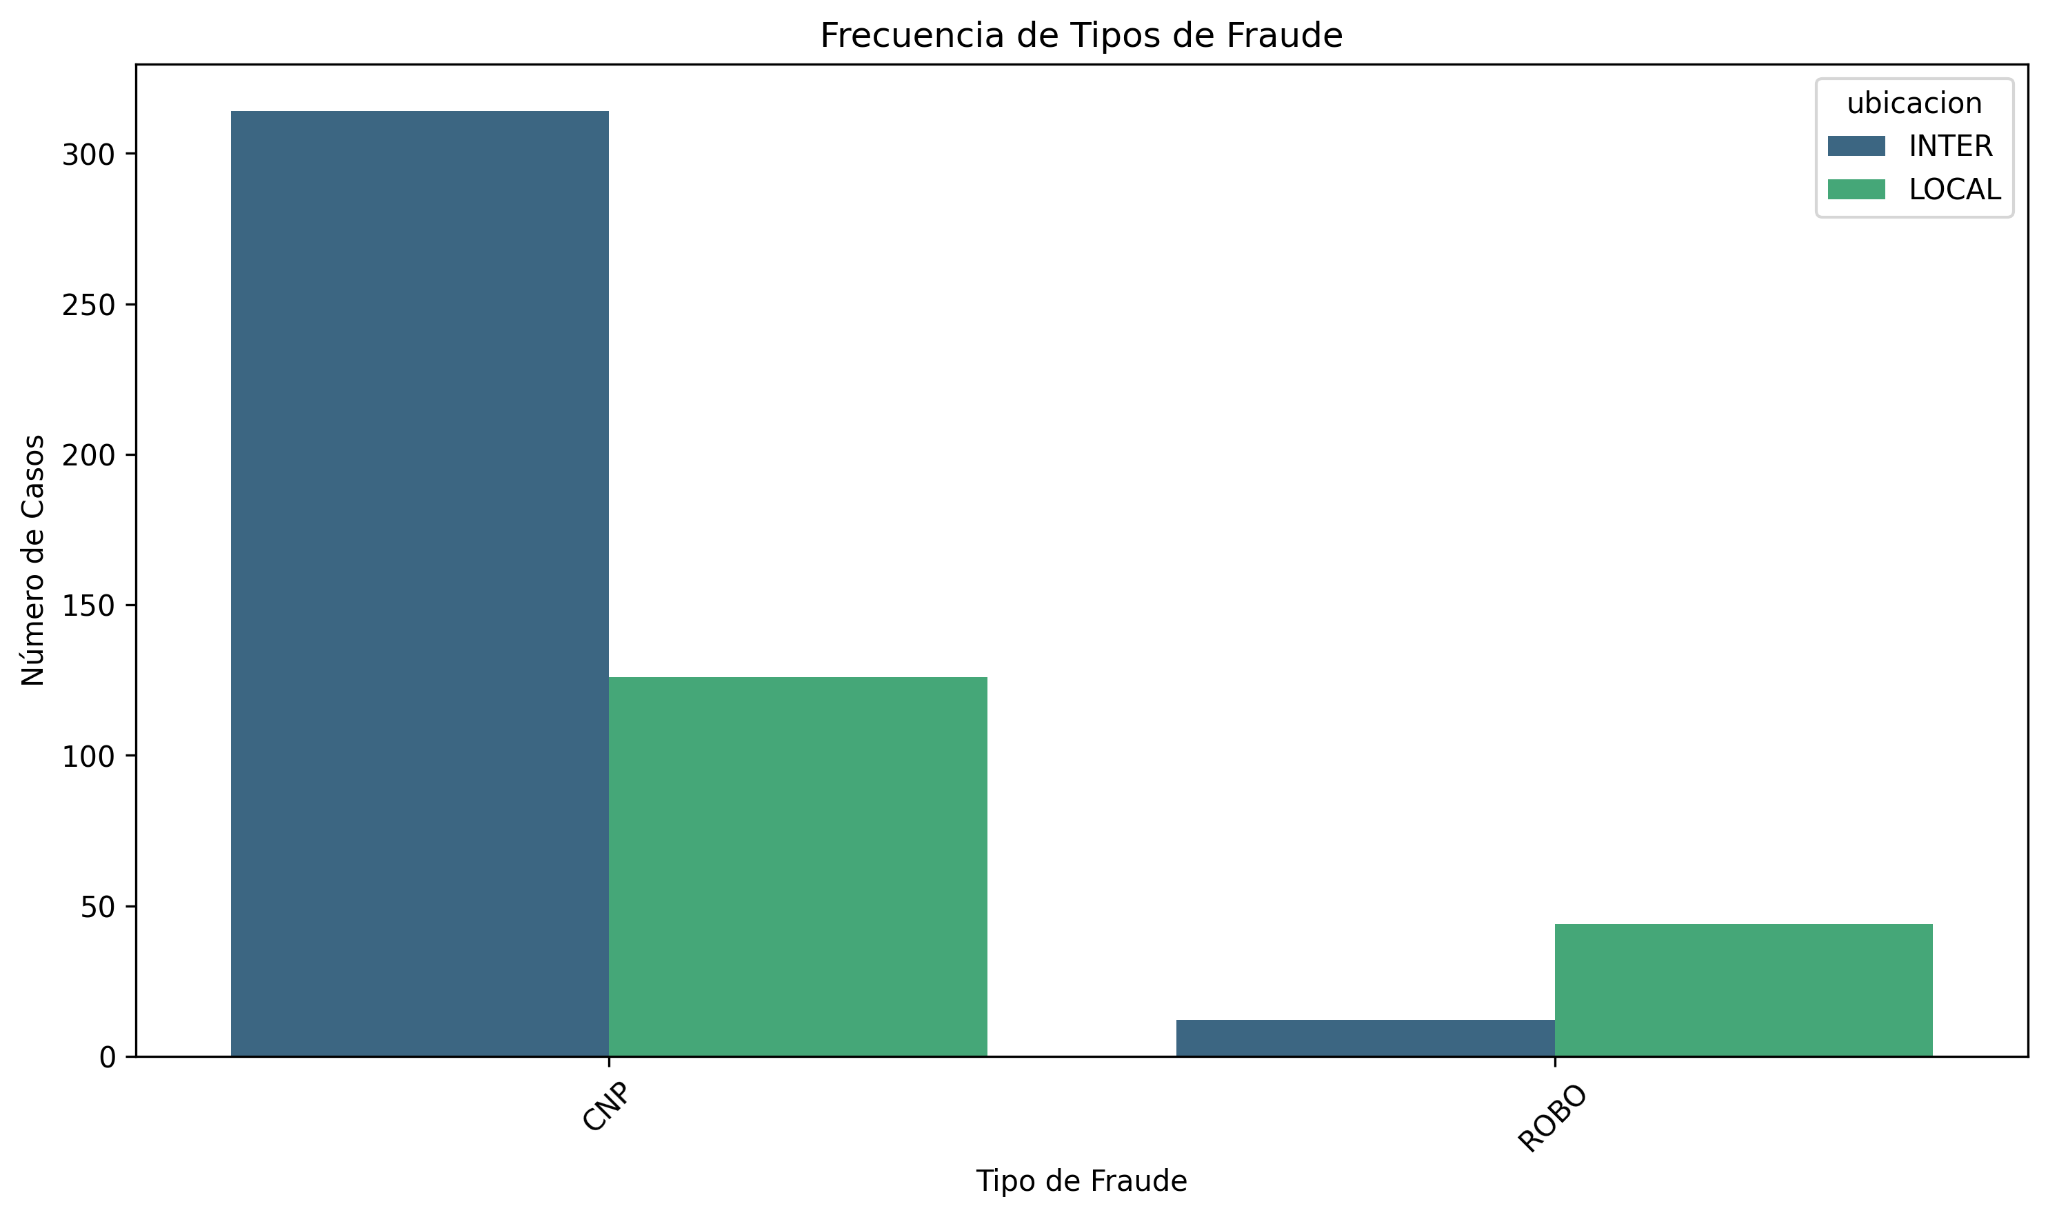 Frecuencia de Tipos de Fraude
ubicacion
INTER
LOCAL
Número de Casos
300
250
200
150
100
50
0
CNP
ROBO
Tipo de Fraude